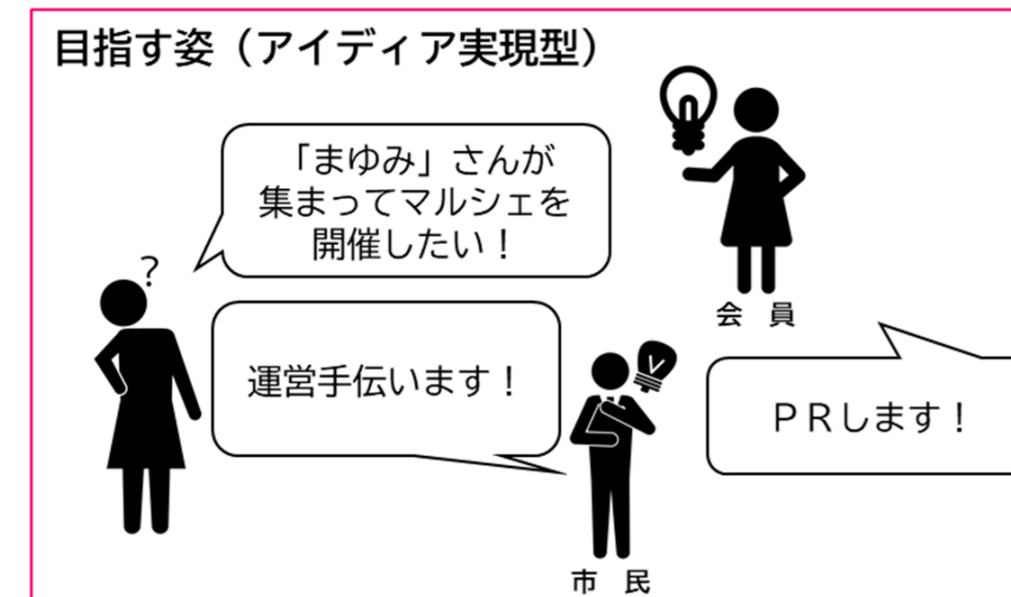 目指す姿（アイディア実現型）
「まゆみ」さんが
集まってマルシェを
開催したい！
?
会　員
運営手伝います！
ＰＲします！
市　民